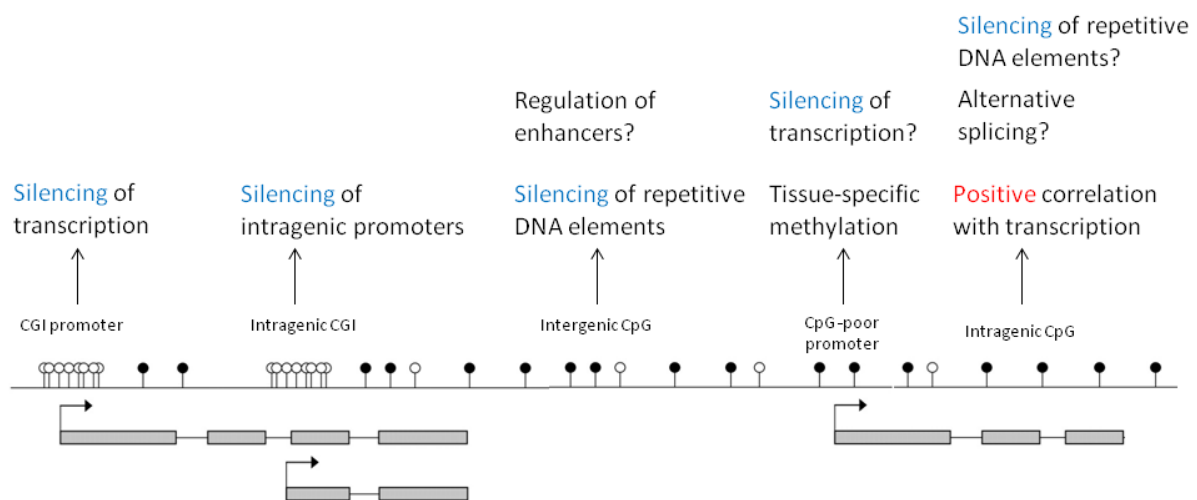 Silencing of repetitive
DNA elements?
Regulation of
enhancers?
Silencing of
transcription?
Alternative
splicing?
Silencing of
transcription
Silencing of
intragenic promoters
Silencing of repetitive
DNA elements
Tissue-specific
methylation
Positive correlation
with transcription
CGI promoter
Intragenic CGI
Intergenic CpG
CpG-poor
promoter
Intragenic CpG